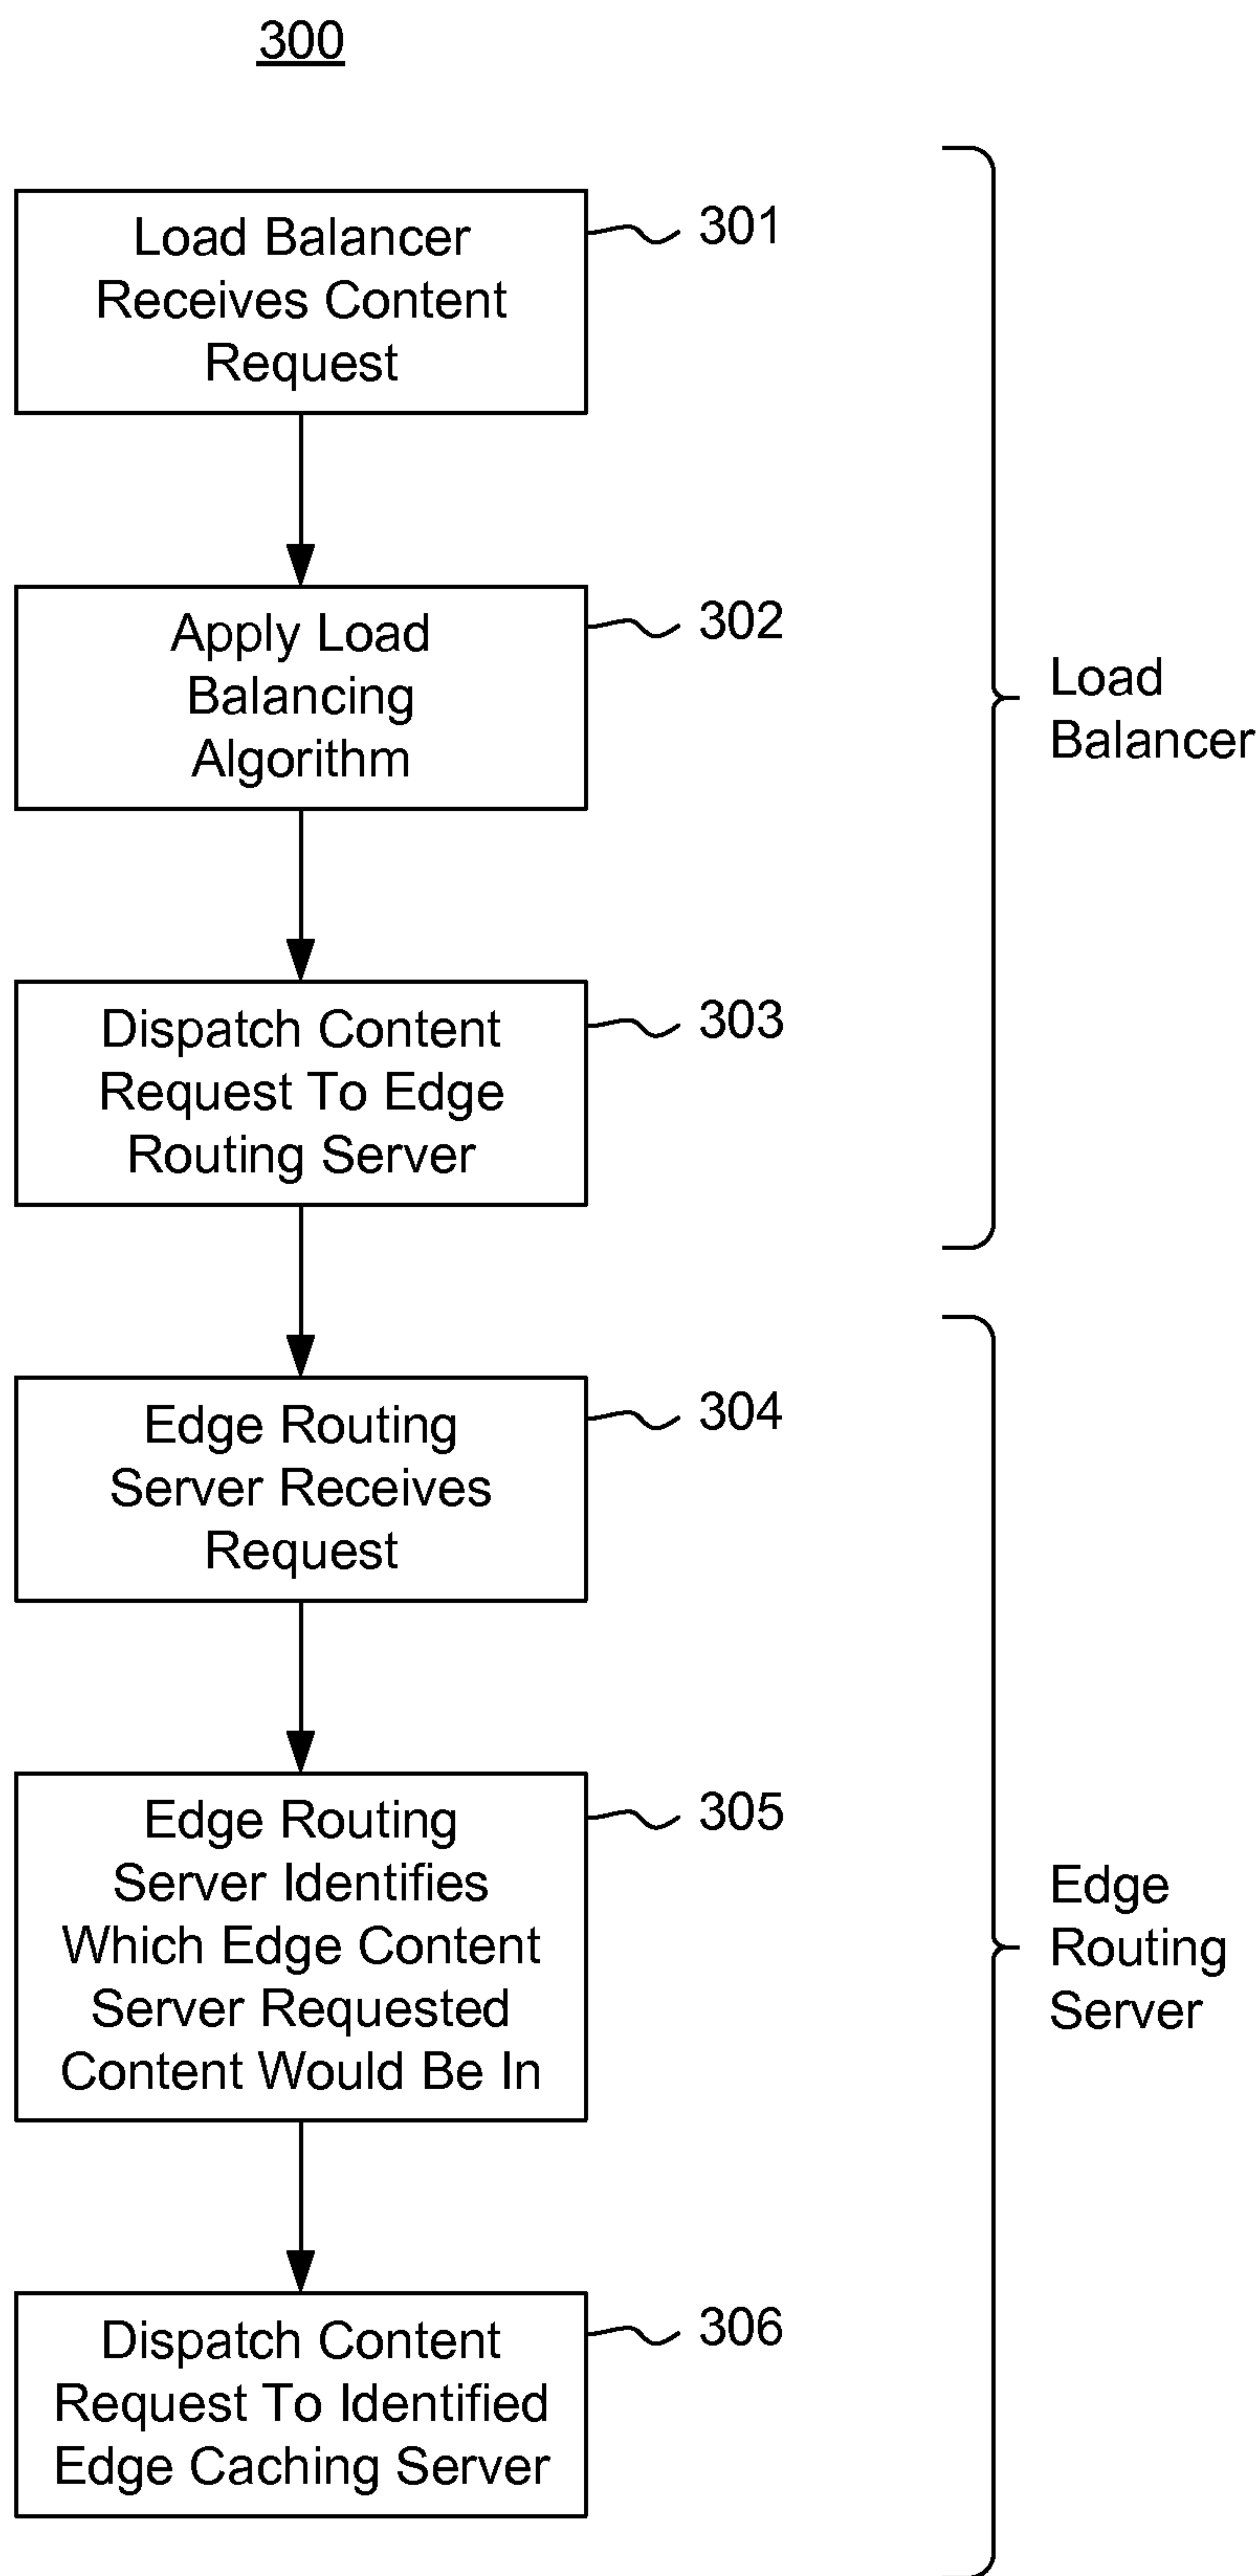 300
Load Balancer
Receives Content
Request
301
Apply Load
Balancing
Algorithm
302
Dispatch Content
Request To Edge
Routing Server
303
Load
Balancer
Edge Routing
Server Receives
Request
304
Edge Routing
Server Identifies
Which Edge Content
Server Requested
Content Would Be In
305
Dispatch Content
Request To Identified
Edge Caching Server
306
Edge
Routing
Server